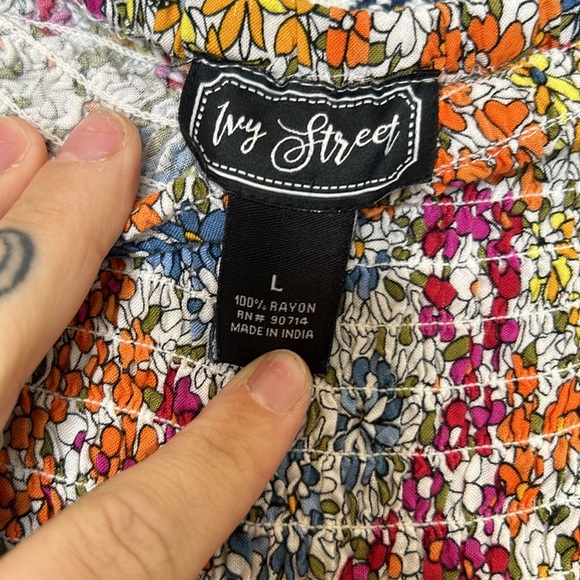 Ivy Street
L
100% RAYON
RN# 90714
MADE IN INDIA